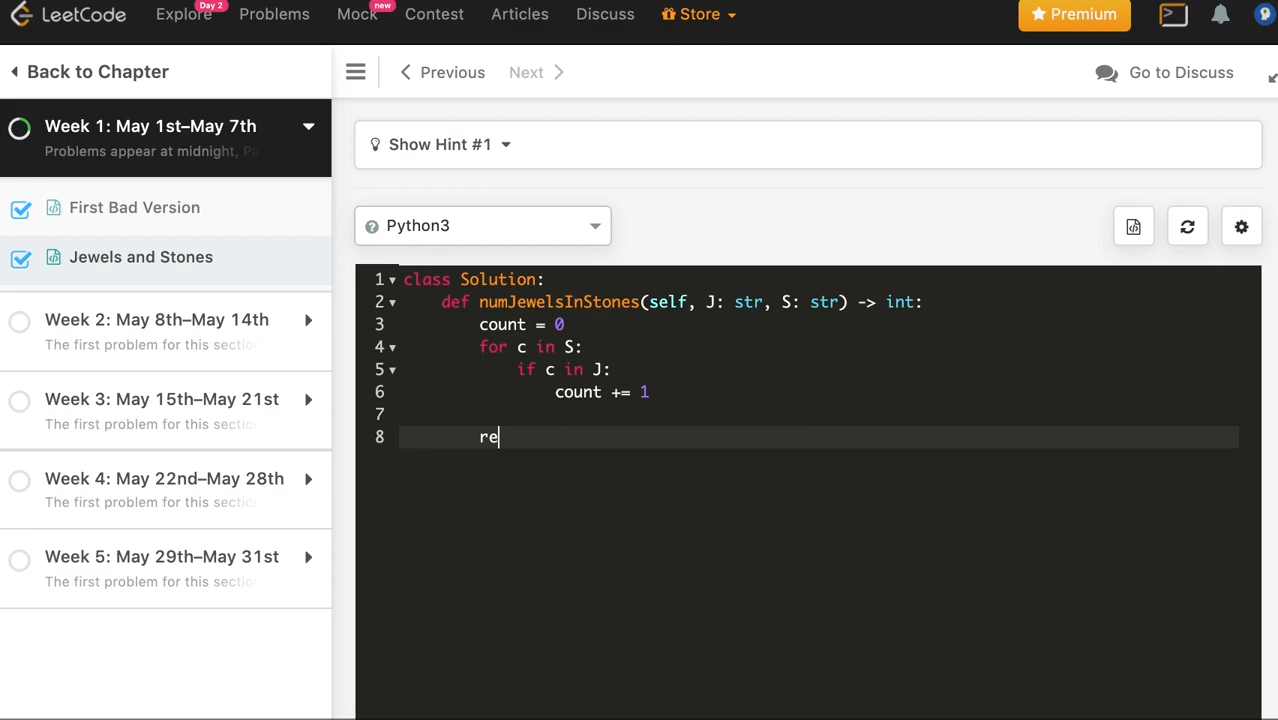 LeetCode
Explore Day 2
Problems
Mock new
Contest
Articles
Discuss
Store
Premium
Back to Chapter
Previous
Next
Go to Discuss
Week 1: May 1st–May 7th
Problems appear at midnight,
First Bad Version
Jewels and Stones
Week 2: May 8th–May 14th
The first problem for this
Week 3: May 15th–May 21st
The first problem for this
Week 4: May 22nd–May 28th
The first problem for this
Week 5: May 29th–May 31st
The first problem for this
Show Hint #1
Python3
1 class Solution:
2     def numJewelsInStones(self, J: str, S: str) -> int:
3         count = 0
4         for c in S:
5             if c in J:
6                 count += 1
7
8         re